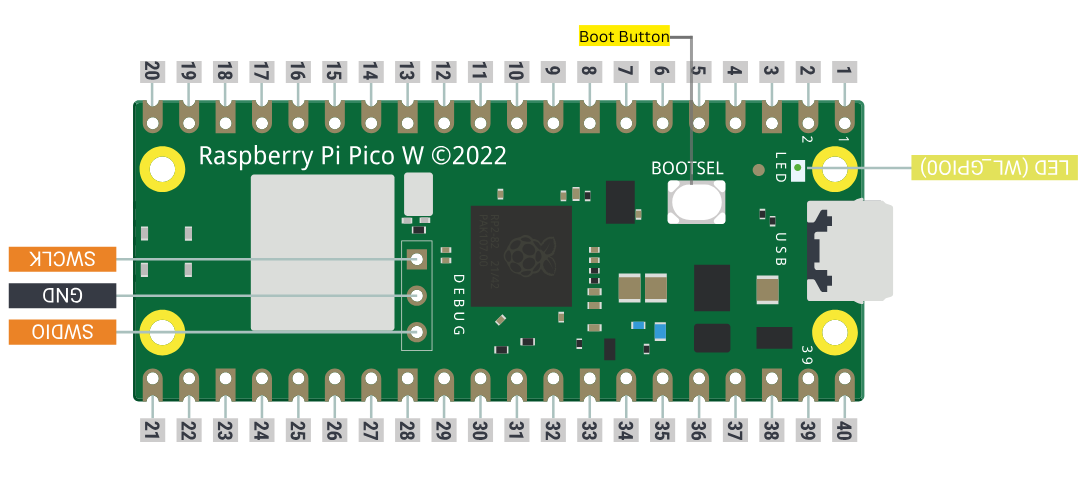 Boot Button
20 19 18 17 16 15 14 13 12 11 10 9 8 7 6 5 4 3 2 1
2 1
Raspberry Pi Pico W ©2022
BOOTSEL
LED
LED (WL_GPIO0)
USB
SWCLK
GND
SWDIO
DEBUG
39
21 22 23 24 25 26 27 28 29 30 31 32 33 34 35 36 37 38 39 40